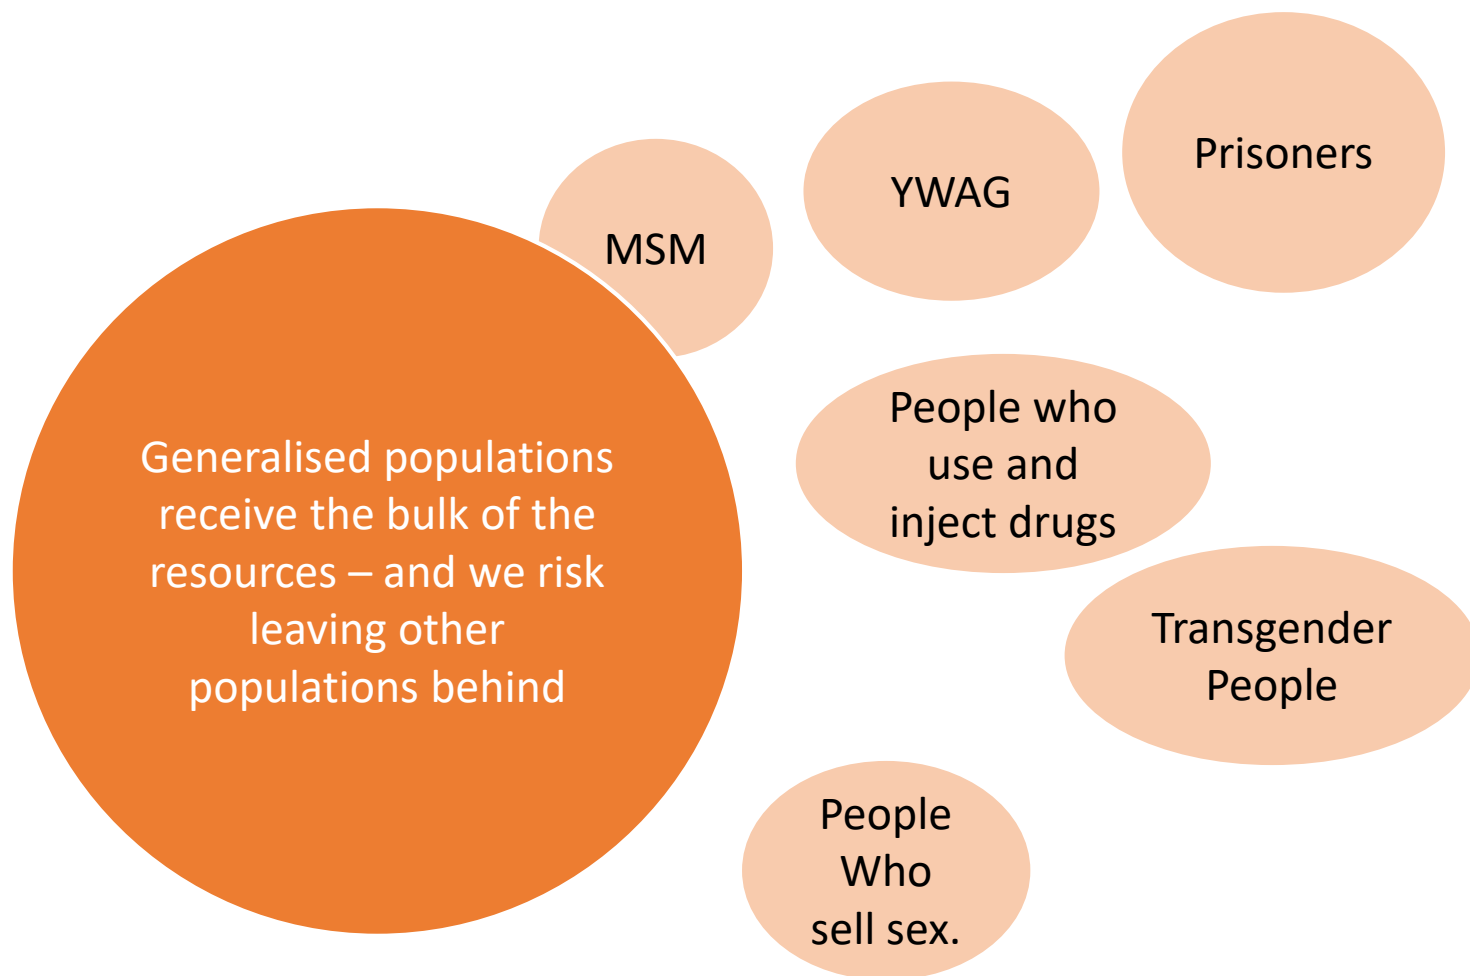 Generalised populations
receive the bulk of the
resources – and we risk
leaving other
populations behind
MSM
YWAG
Prisoners
People who
use and
inject drugs
Transgender
People
People
Who
sell sex.